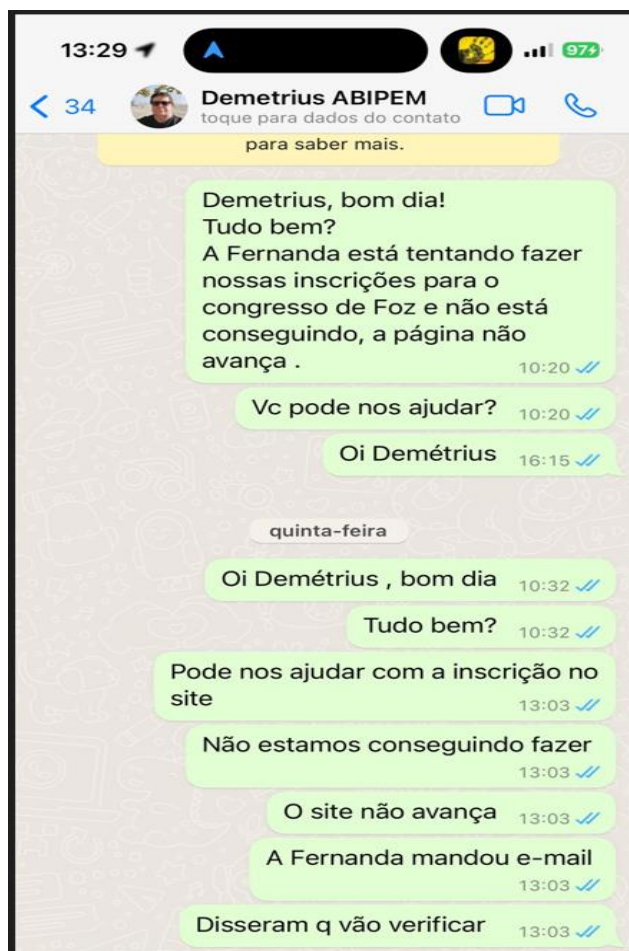 13:29
97
34
Demetrius ABIPEM
toque para dados do contato
para saber mais.
Demetrius, bom dia!
Tudo bem?
A Fernanda está tentando fazer
nossas inscrições para o
congresso de Foz e não está
conseguindo, a página não
avança .
10:20
Vc pode nos ajudar? 10:20
Oi Demétrius 16:15
quinta-feira
Oi Demétrius , bom dia 10:32
Tudo bem? 10:32
Pode nos ajudar com a inscrição no
site 13:03
Não estamos conseguindo fazer
13:03
O site não avança 13:03
A Fernanda mandou e-mail
13:03
Disseram q vão verificar 13:03